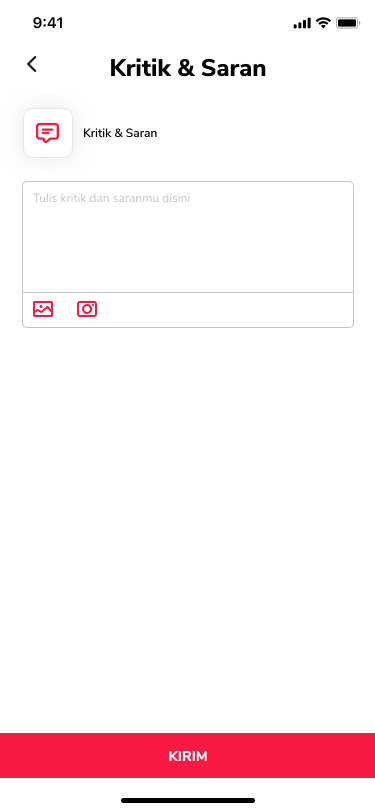 9:41
Kritik & Saran
Kritik & Saran
Tulis kritik dan saranmu disini
KIRIM